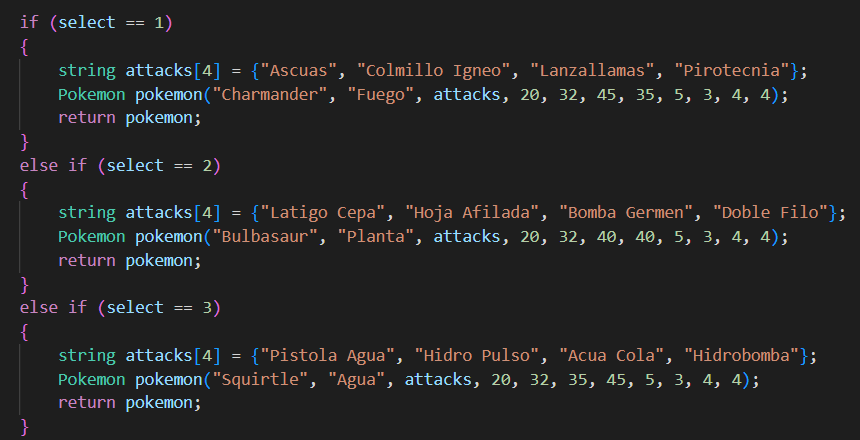 if (select == 1)
{
    string attacks[4] = {"Ascuas", "Colmillo Igneo", "Lanzallamas", "Pirotecnia"};
    Pokemon pokemon("Charmander", "Fuego", attacks, 20, 32, 45, 35, 5, 3, 4, 4);
    return pokemon;
}
else if (select == 2)
{
    string attacks[4] = {"Latigo Cepa", "Hoja Afilada", "Bomba Germen", "Doble Filo"};
    Pokemon pokemon("Bulbasaur", "Planta", attacks, 20, 32, 40, 40, 5, 3, 4, 4);
    return pokemon;
}
else if (select == 3)
{
    string attacks[4] = {"Pistola Agua", "Hidro Pulso", "Acua Cola", "Hidrobomba"};
    Pokemon pokemon("Squirtle", "Agua", attacks, 20, 32, 35, 45, 5, 3, 4, 4);
    return pokemon;
}